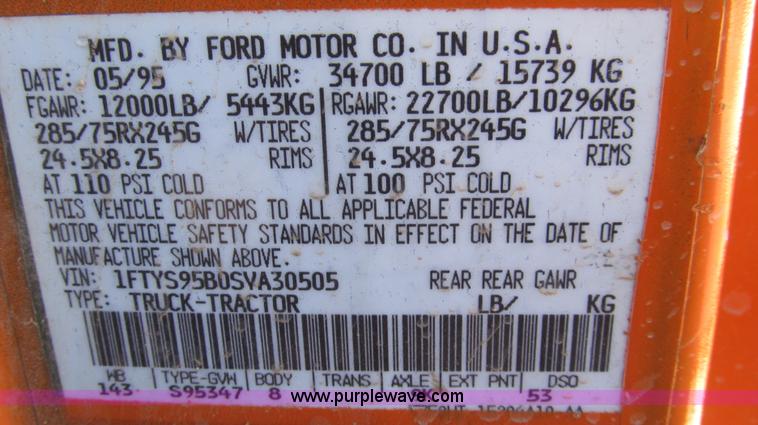 MFD. BY FORD MOTOR CO. IN U.S.A.
DATE: 05/95 GVWR: 34700 LB / 15739 KG
FGAWR: 12000LB/ 5443KG RGAWR: 22700LB/10296KG
285/75RX245G W/TIRES 285/75RX245G W/TIRES
24.5X8.25 RIMS 24.5X8.25 RIMS
AT 110 PSI COLD AT 100 PSI COLD
THIS VEHICLE CONFORMS TO ALL APPLICABLE FEDERAL
MOTOR VEHICLE SAFETY STANDARDS IN EFFECT ON THE DATE OF
MANUFACTURE SHOWN ABOVE.
VIN: 1FTYS95B0SVA30505 REAR REAR GAWR
TYPE: TRUCK-TRACTOR LB/ KG
WB TYPE-GVW BODY TRANS AXLE EXT PNT DSO
143 S95347 8 53
www.purplewave.com